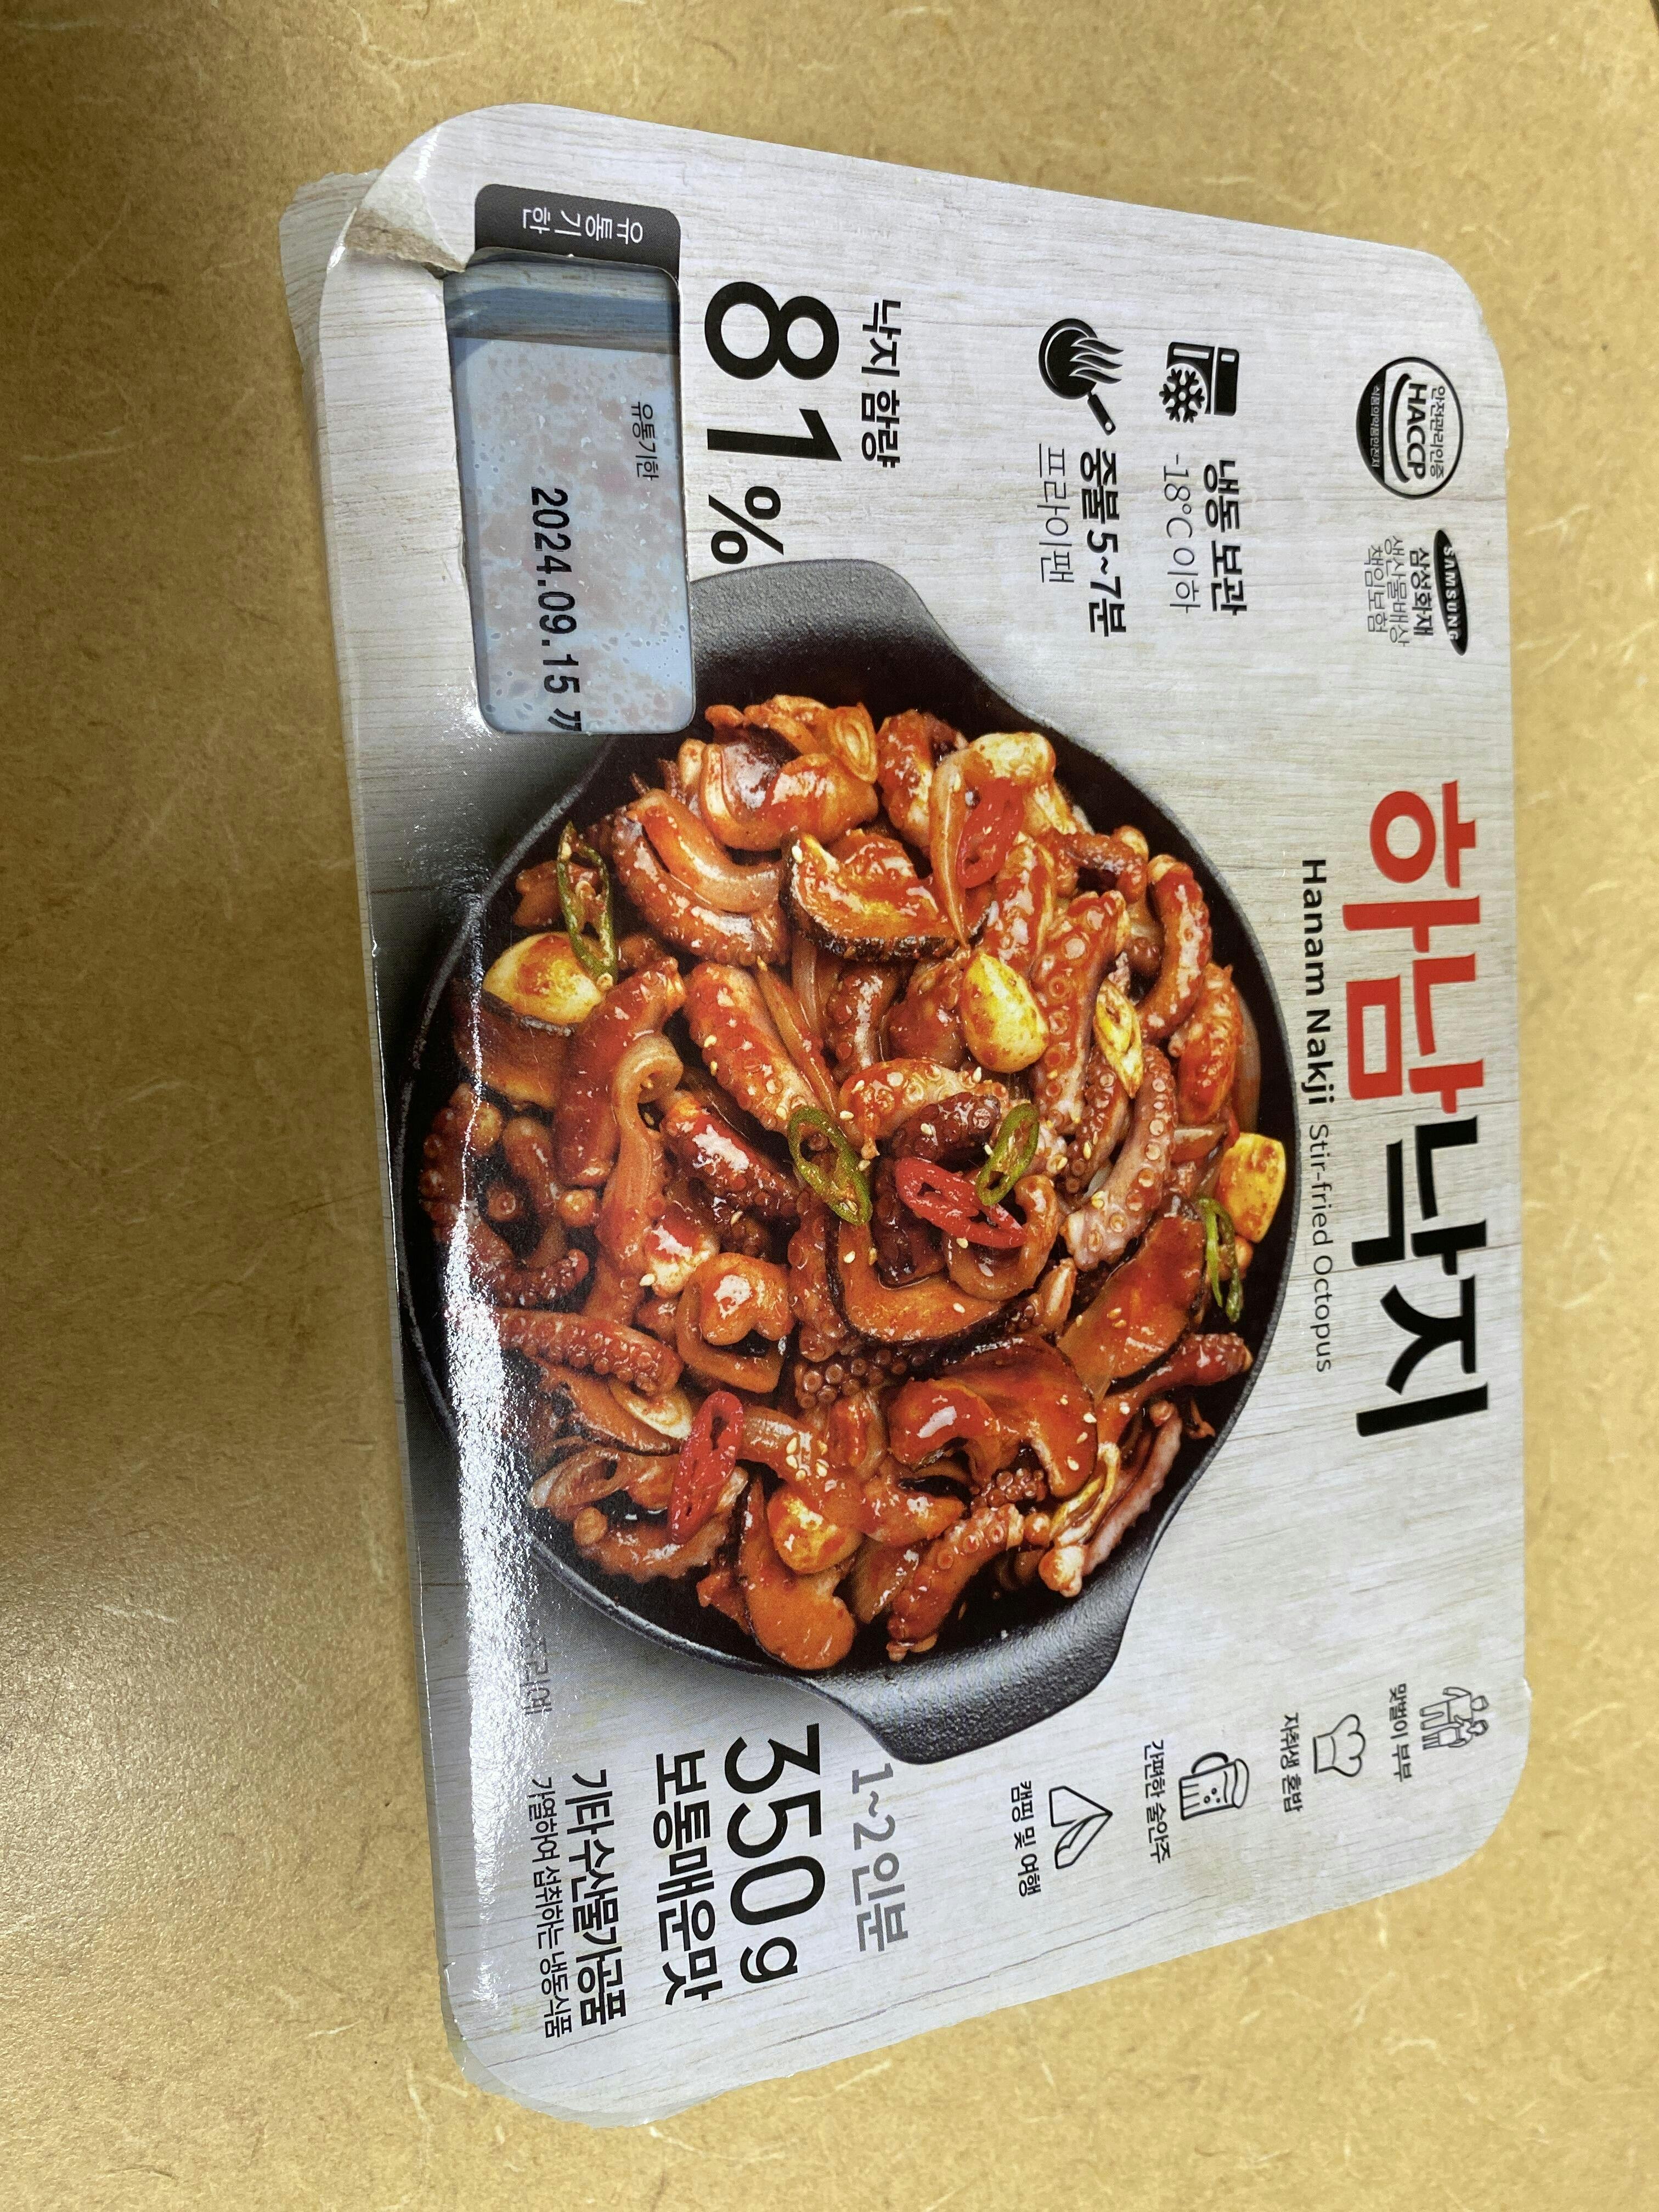 안전관리인증
HACCP
식품의약품안전처
SAMSUNG
삼성화재
생산물배상
책임보험
하남낙지
Hanam Nakji Stir-fried Octopus
맞벌이 부부
자취생 혼밥
간편한 술안주
캠핑 및 여행
냉동 보관
-18°C 이하
중불 5~7분
프라이팬
낙지 함량
81 %
유통기한
유통기한
2024.09.15
1~2인분
350g
보통매운맛
기타수산물가공품
가열하여 섭취하는 냉동식품